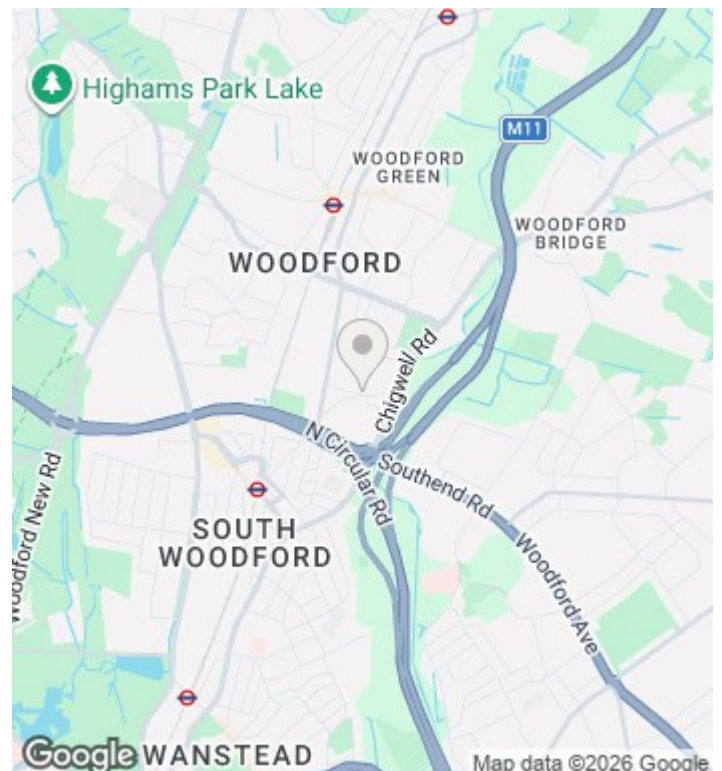 Highams Park Lake
M11
WOODFORD
GREEN
WOODFORD
BRIDGE
WOODFORD
Chigwell Rd
N Circular Rd
Southend Rd
Woodford New Rd
SOUTH
WOODFORD
Woodford Ave
Google
WANSTEAD
Map data ©2026 Google